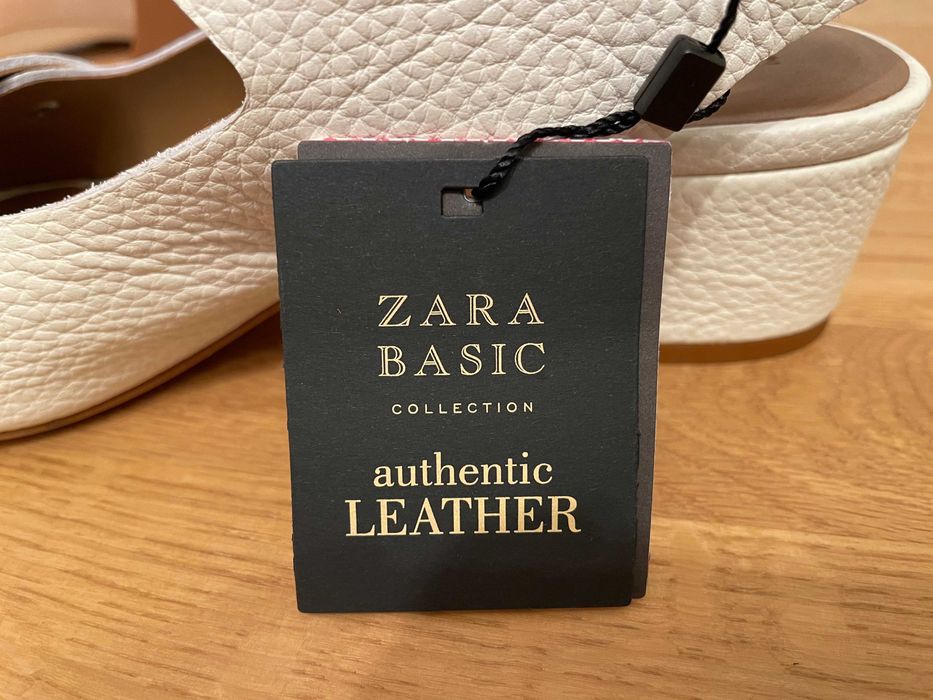 ZARA
BASIC
COLLECTION
authentic
LEATHER